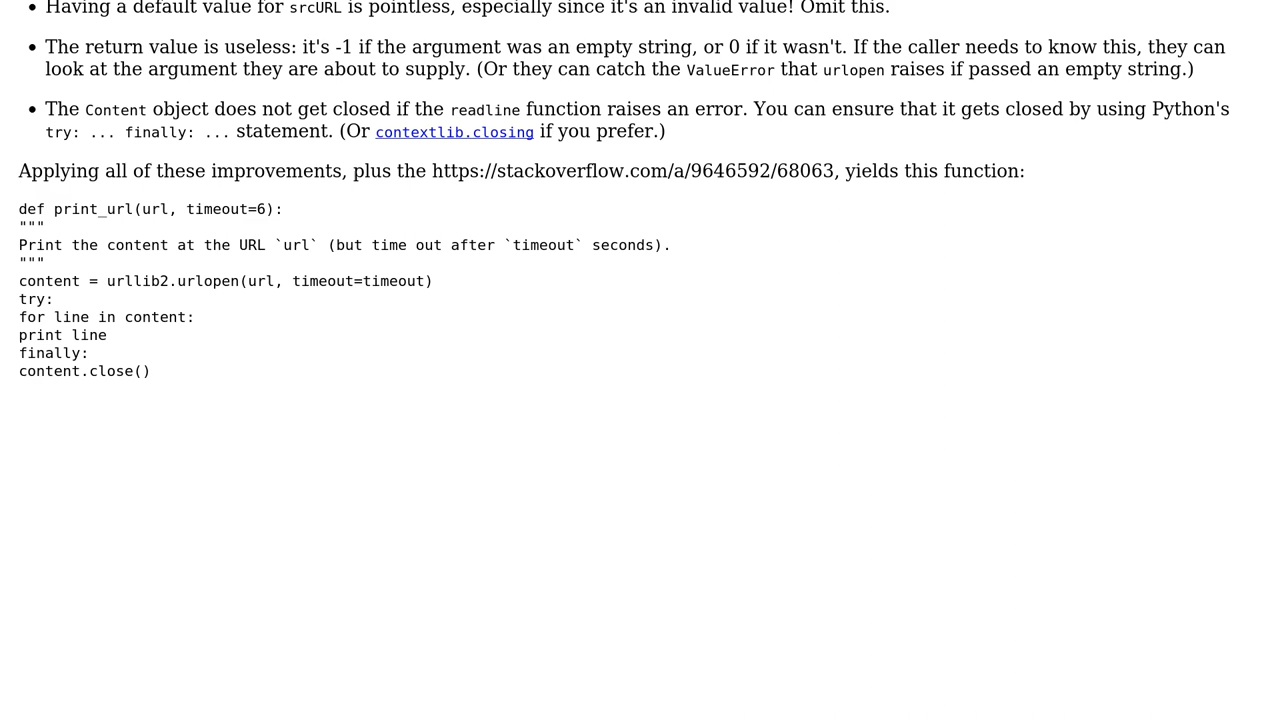 • Having a default value for srcURL is pointless, especially since it's an invalid value! Omit this.
• The return value is useless: it's -1 if the argument was an empty string, or 0 if it wasn't. If the caller needs to know this, they can
look at the argument they are about to supply. (Or they can catch the ValueError that urlopen raises if passed an empty string.)
• The Content object does not get closed if the readline function raises an error. You can ensure that it gets closed by using Python's
try: ... finally: ... statement. (Or contextlib.closing if you prefer.)
Applying all of these improvements, plus the https://stackoverflow.com/a/9646592/68063, yields this function:
def print_url(url, timeout=6):
"""
Print the content at the URL `url` (but time out after `timeout` seconds).
"""
content = urllib2.urlopen(url, timeout=timeout)
try:
for line in content:
print line
finally:
content.close()